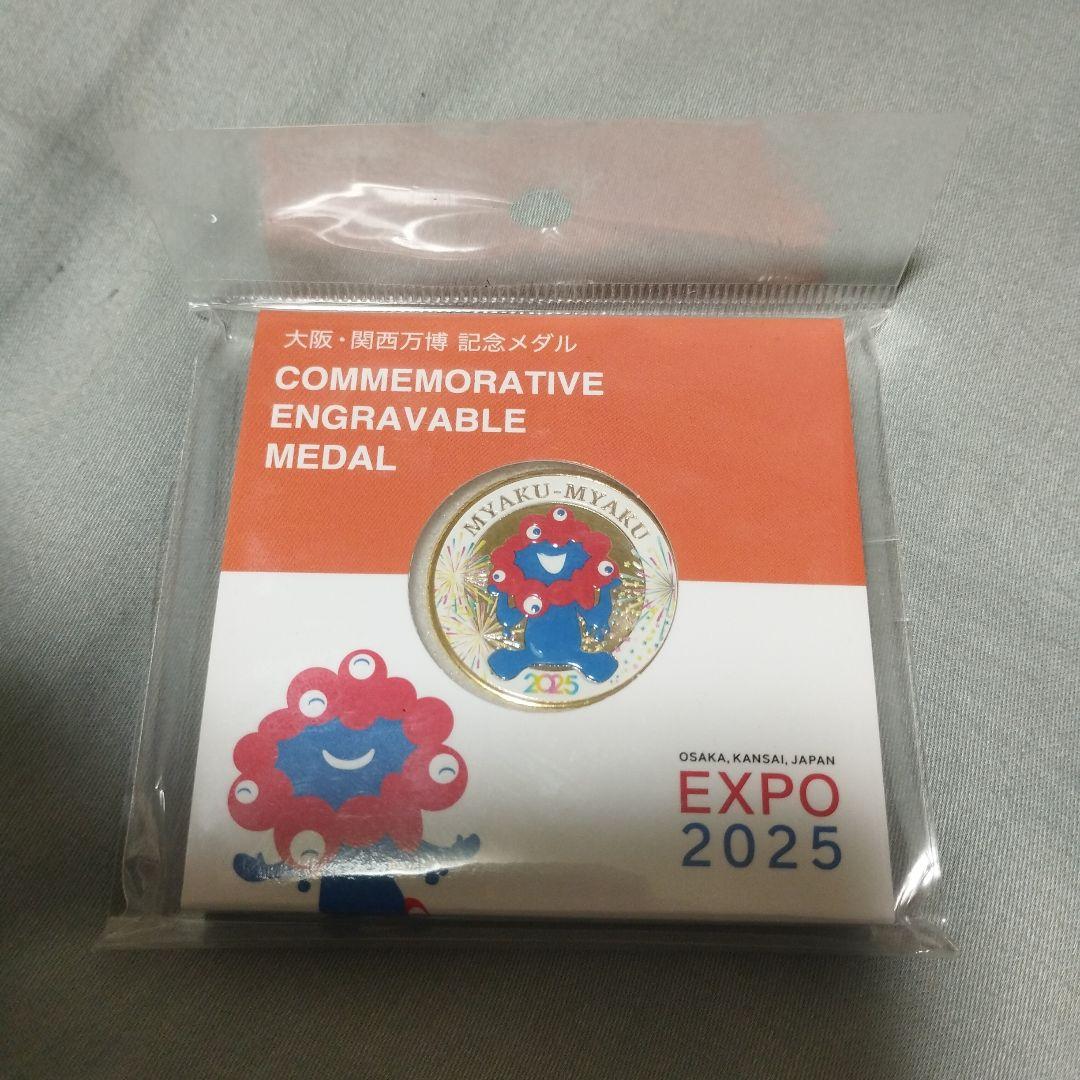 大阪・関西万博 記念メダル
COMMEMORATIVE
ENGRAVABLE
MEDAL
MYAKU-MYAKU
2025
OSAKA, KANSAI, JAPAN
EXPO
2025